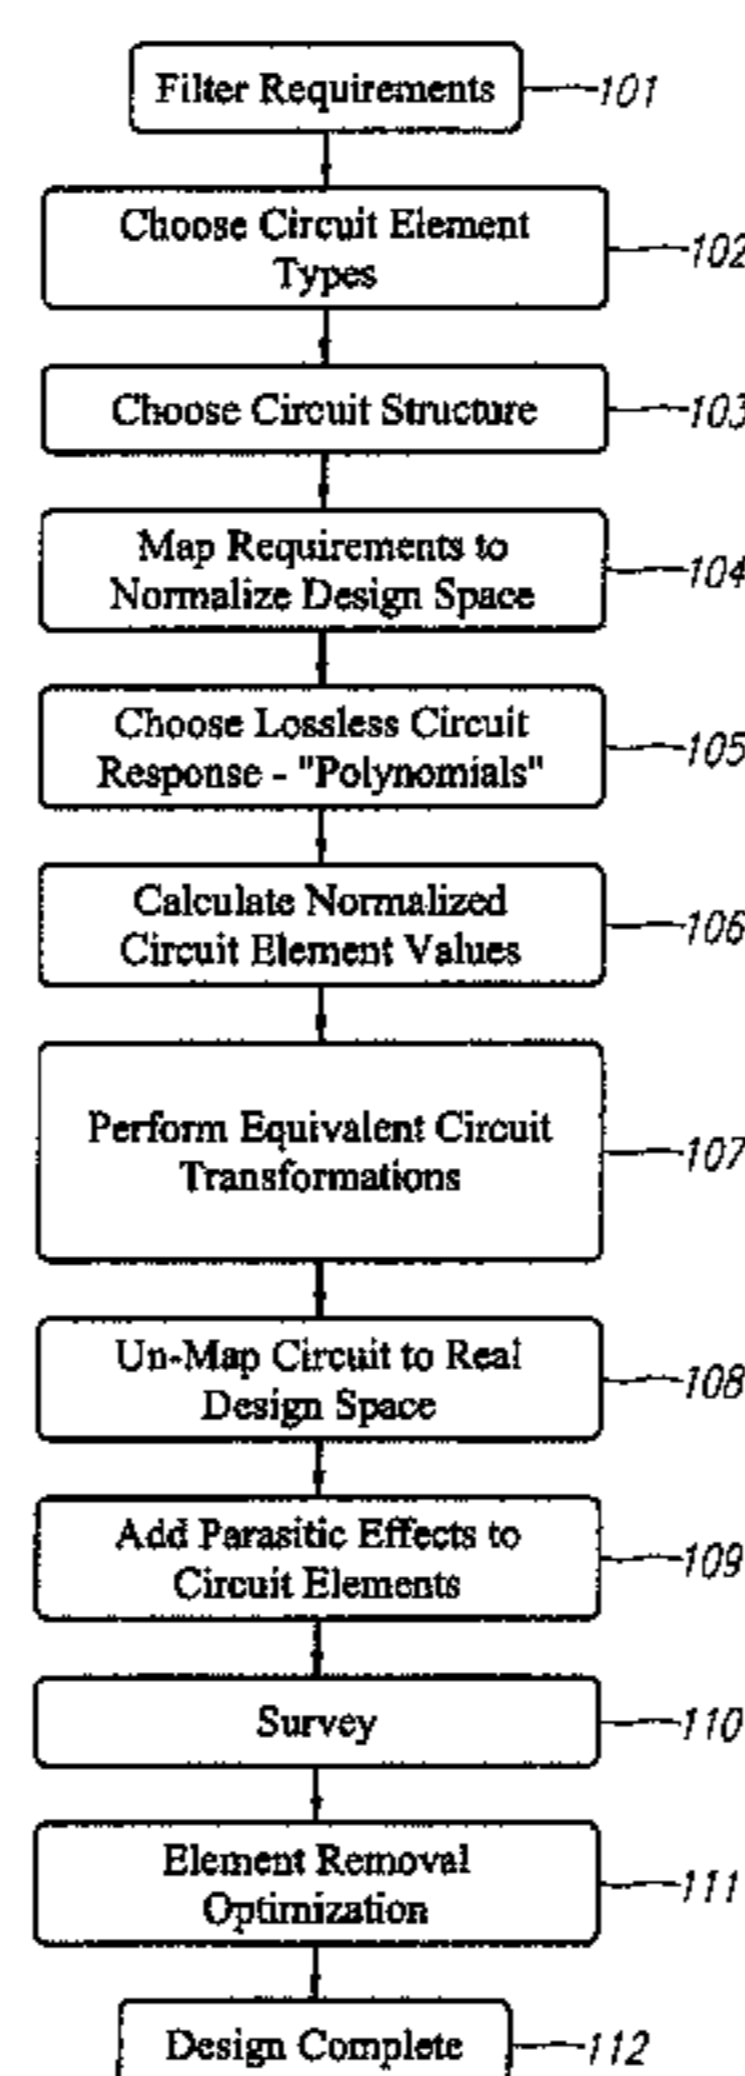 Filter Requirements
101
Choose Circuit Element
Types
102
Choose Circuit Structure
103
Map Requirements to
Normalize Design Space
104
Choose Lossless Circuit
Response - "Polynomials"
105
Calculate Normalized
Circuit Element Values
106
Perform Equivalent Circuit
Transformations
107
Un-Map Circuit to Real
Design Space
108
Add Parasitic Effects to
Circuit Elements
109
Survey
110
Element Removal
Optimization
111
Design Complete
112